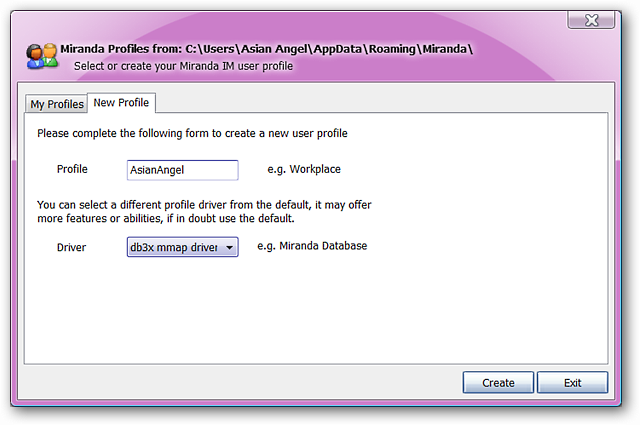 Miranda Profiles from: C:\Users\Asian Angel\AppData\Roaming\Miranda\
Select or create your Miranda IM user profile
My Profiles New Profile
Please complete the following form to create a new user profile
Profile AsianAngel e.g. Workplace
You can select a different profile driver from the default, it may offer
more features or abilities, if in doubt use the default.
Driver db3x mmap driver e.g. Miranda Database
Create Exit